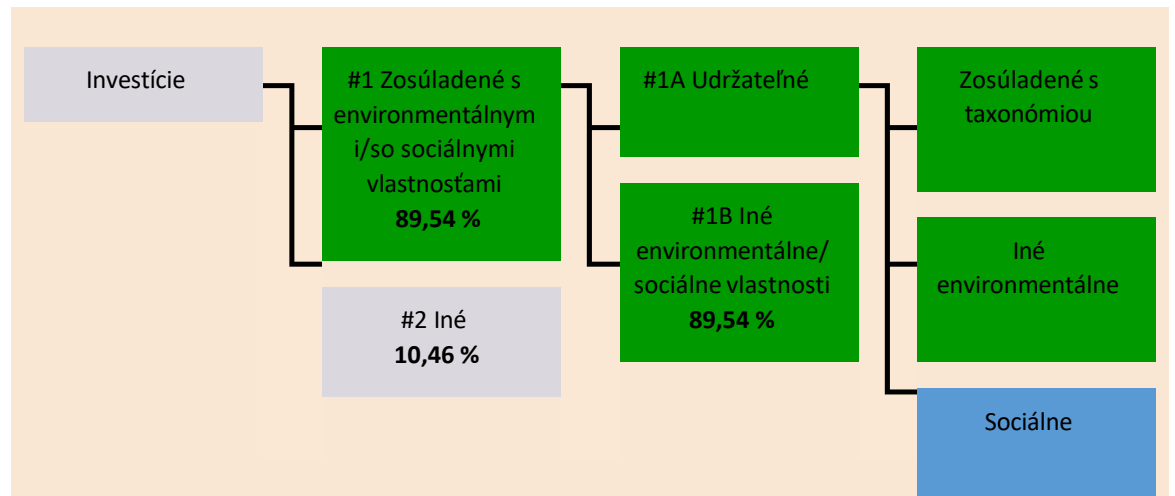 Investície
#1 Zosúladené s
environmentálnym
i/so sociálnymi
vlastnosťami
89,54 %
#2 Iné
10,46 %
#1A Udržateľné
#1B Iné
environmentálne/
sociálne vlastnosti
89,54 %
Zosúladené s
taxonómiou
Iné
environmentálne
Sociálne